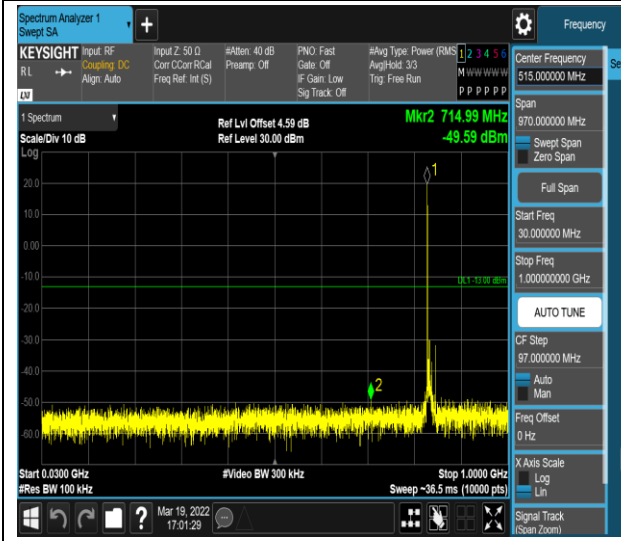 Spectrum Analyzer 1
Swept SA
Frequency
KEYSIGHT
RL
LXI
Input: RF
Coupling: DC
Align: Auto
Input Z: 50 Ω
Corr CCorr RCal
Freq Ref: Int (S)
#Atten: 40 dB
Preamp: Off
PNO: Fast
Gate: Off
IF Gain: Low
Sig Track: Off
#Avg Type: Power (RMS
Avg|Hold: 3/3
Trig: Free Run
1 2 3 4 5 6
M W W W W W
P P P P P P
1 Spectrum
Scale/Div 10 dB
Log
Ref Lvl Offset 4.59 dB
Ref Level 30.00 dBm
Mkr2 714.99 MHz
-49.59 dBm
1
20.0
10.0
0.00
-10.0
DL1 -13.00 dBm
-20.0
-30.0
-40.0
2
-50.0
-60.0
Start 0.0300 GHz
#Res BW 100 kHz
#Video BW 300 kHz
Stop 1.0000 GHz
Sweep ~36.5 ms (10000 pts)
?
Mar 19, 2022
17:01:29
Center Frequency
515.000000 MHz
Se
Span
970.000000 MHz
Swept Span
Zero Span
Full Span
Start Freq
30.000000 MHz
Stop Freq
1.000000000 GHz
AUTO TUNE
CF Step
97.000000 MHz
Auto
Man
Freq Offset
0 Hz
X Axis Scale
Log
Lin
Signal Track
(Span Zoom)